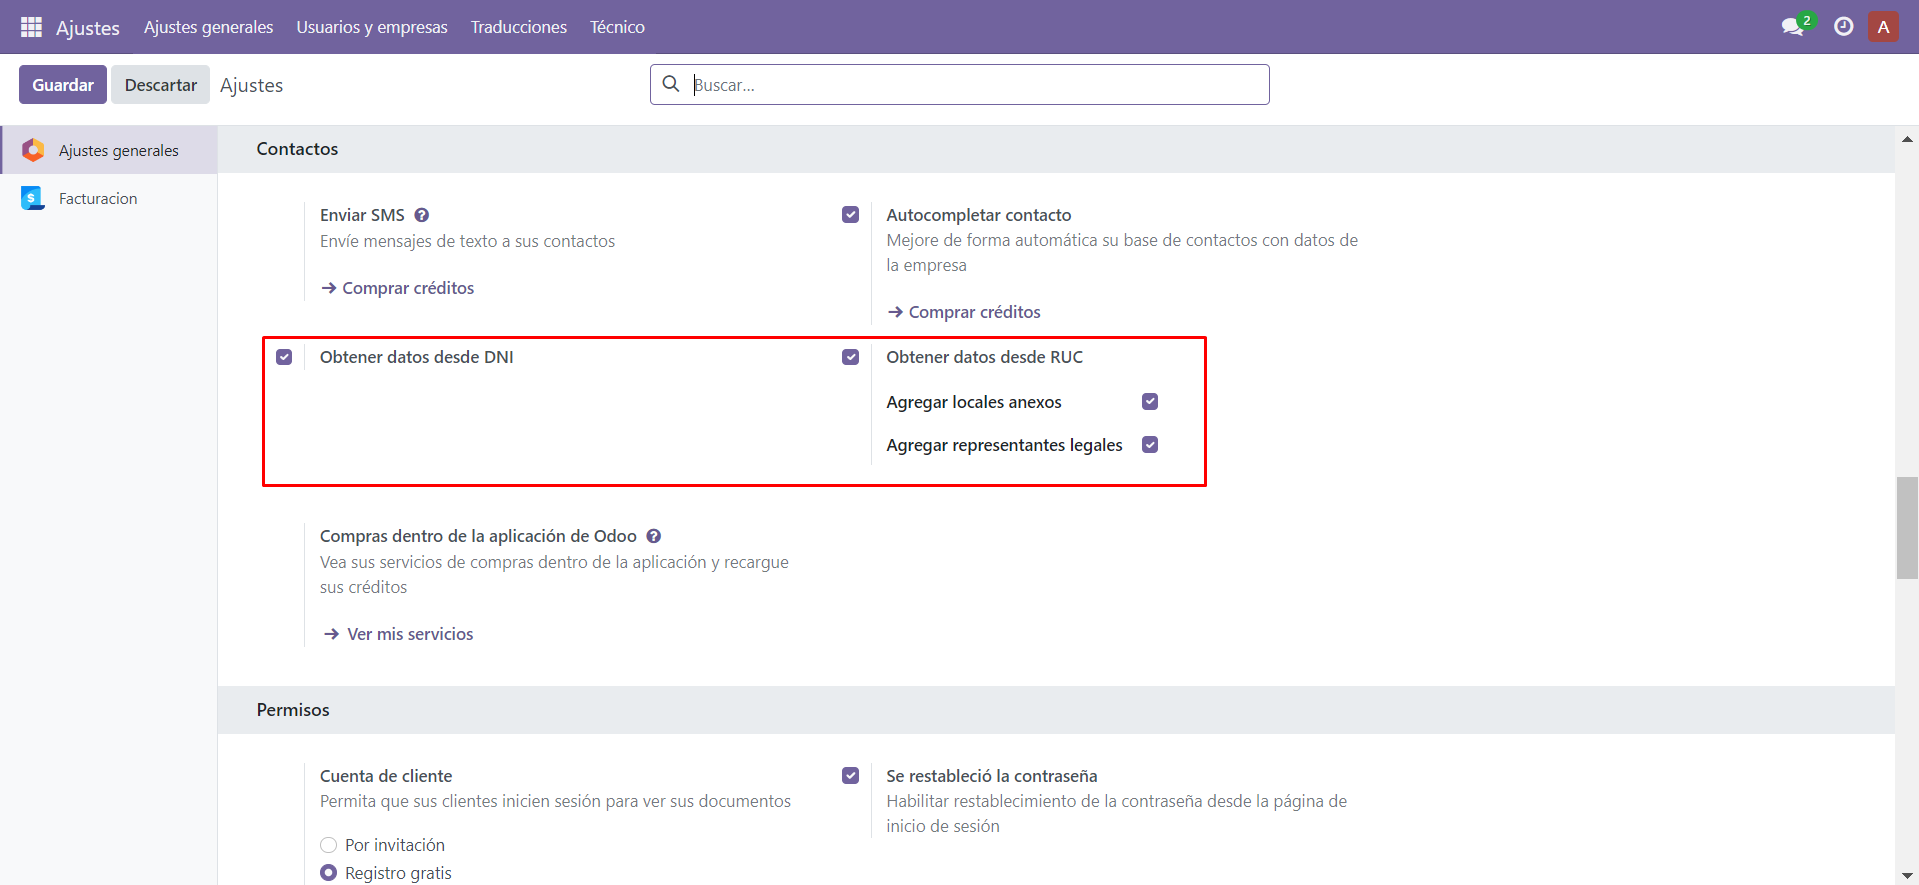 Ajustes
Ajustes generales
Usuarios y empresas
Traducciones
Técnico
2
A
Guardar
Descartar
Ajustes
Buscar...
Ajustes generales
Facturacion
Contactos
Enviar SMS ?
Envíe mensajes de texto a sus contactos
→ Comprar créditos
Autocompletar contacto
Mejore de forma automática su base de contactos con datos de
la empresa
→ Comprar créditos
Obtener datos desde DNI
Obtener datos desde RUC
Agregar locales anexos
Agregar representantes legales
Compras dentro de la aplicación de Odoo ?
Vea sus servicios de compras dentro de la aplicación y recargue
sus créditos
→ Ver mis servicios
Permisos
Cuenta de cliente
Permita que sus clientes inicien sesión para ver sus documentos
Por invitación
Registro gratis
Se restableció la contraseña
Habilitar restablecimiento de la contraseña desde la página de
inicio de sesión